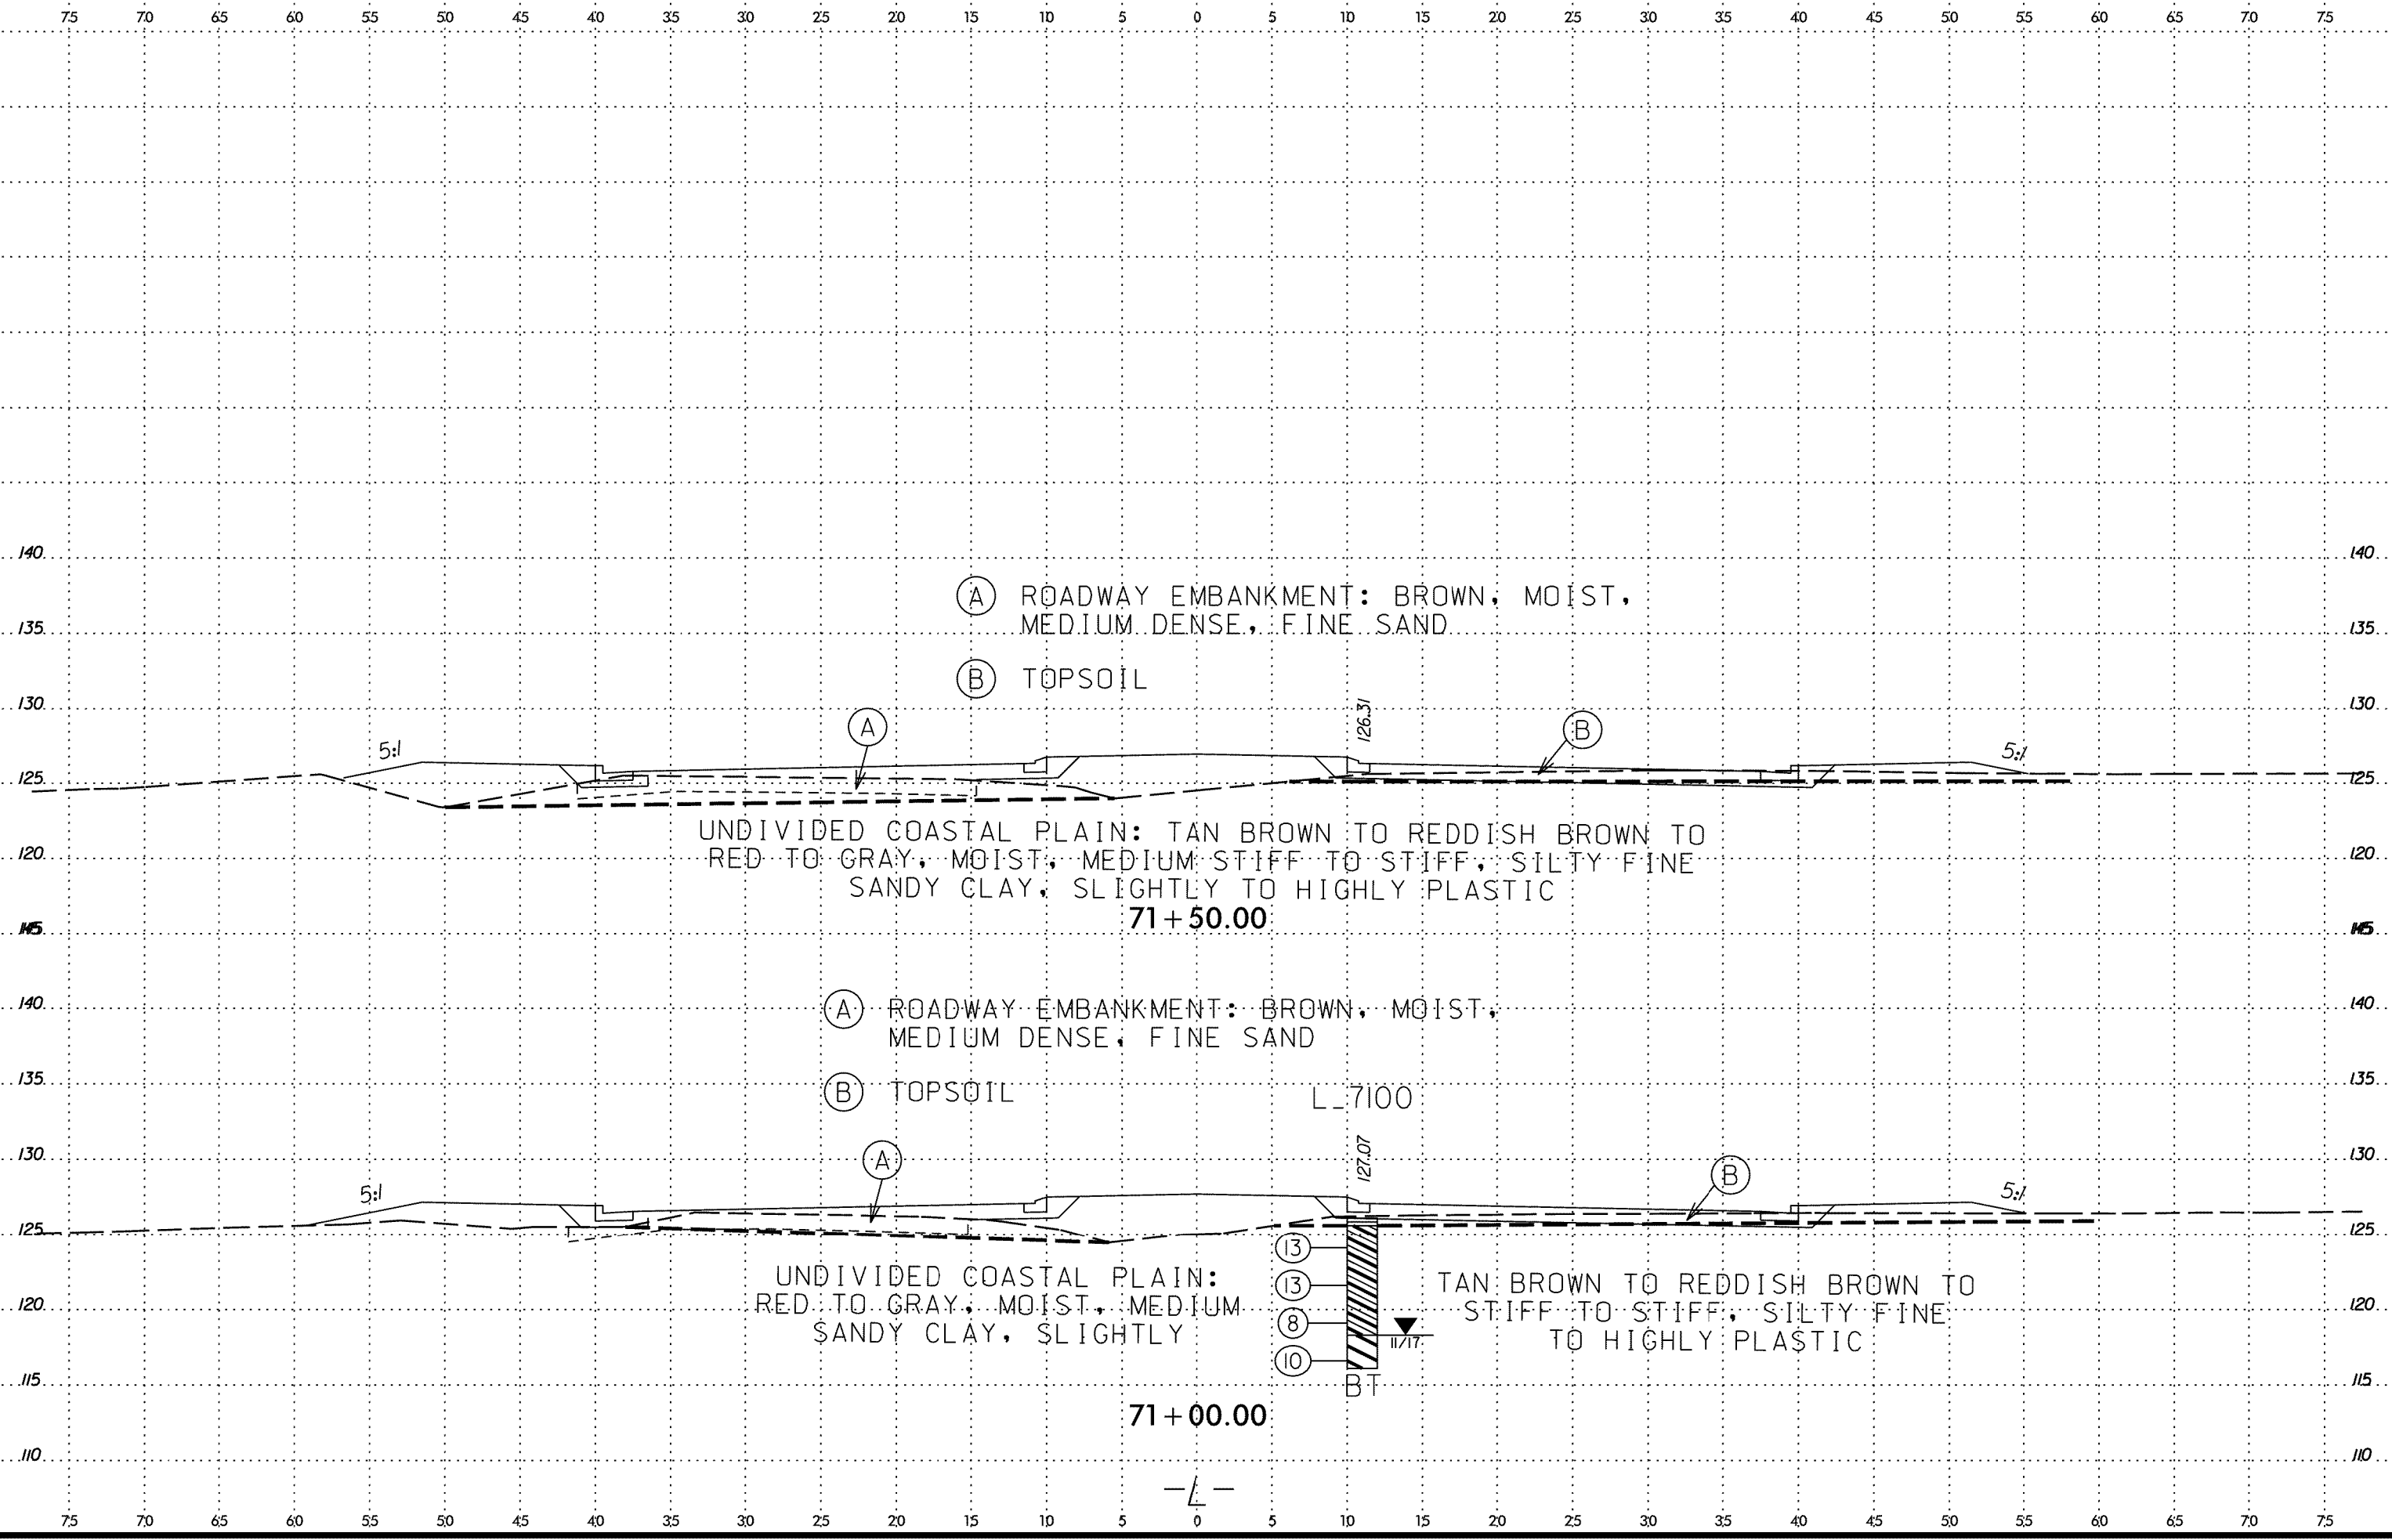 75 70 65 60 55 50 45 40 35 30 25 20 15 10 5 0 5 10 15 20 25 30 35 40 45 50 55 60 65 70 75
140 140
A ROADWAY EMBANKMENT: BROWN, MOIST,
MEDIUM DENSE, FINE SAND
135 135
B TOPSOIL
130 130
126.31
A B
5:1 5:1
125 125
UNDIVIDED COASTAL PLAIN: TAN BROWN TO REDDISH BROWN TO
120 RED TO GRAY, MOIST, MEDIUM STIFF TO STIFF, SILTY FINE 120
SANDY CLAY, SLIGHTLY TO HIGHLY PLASTIC
71+50.00
140 140
A ROADWAY EMBANKMENT: BROWN, MOIST,
MEDIUM DENSE, FINE SAND
135 135
B TOPSOIL L_7100
130 130
127.07
A B
5:1 5:1
125 125
13
UNDIVIDED COASTAL PLAIN: 13 TAN BROWN TO REDDISH BROWN TO
120 RED TO GRAY, MOIST, MEDIUM STIFF TO STIFF, SILTY FINE 120
8
SANDY CLAY, SLIGHTLY 11/17 TO HIGHLY PLASTIC
10
115 BT 115
71+00.00
110 110
-L-
75 70 65 60 55 50 45 40 35 30 25 20 15 10 5 0 5 10 15 20 25 30 35 40 45 50 55 60 65 70 75